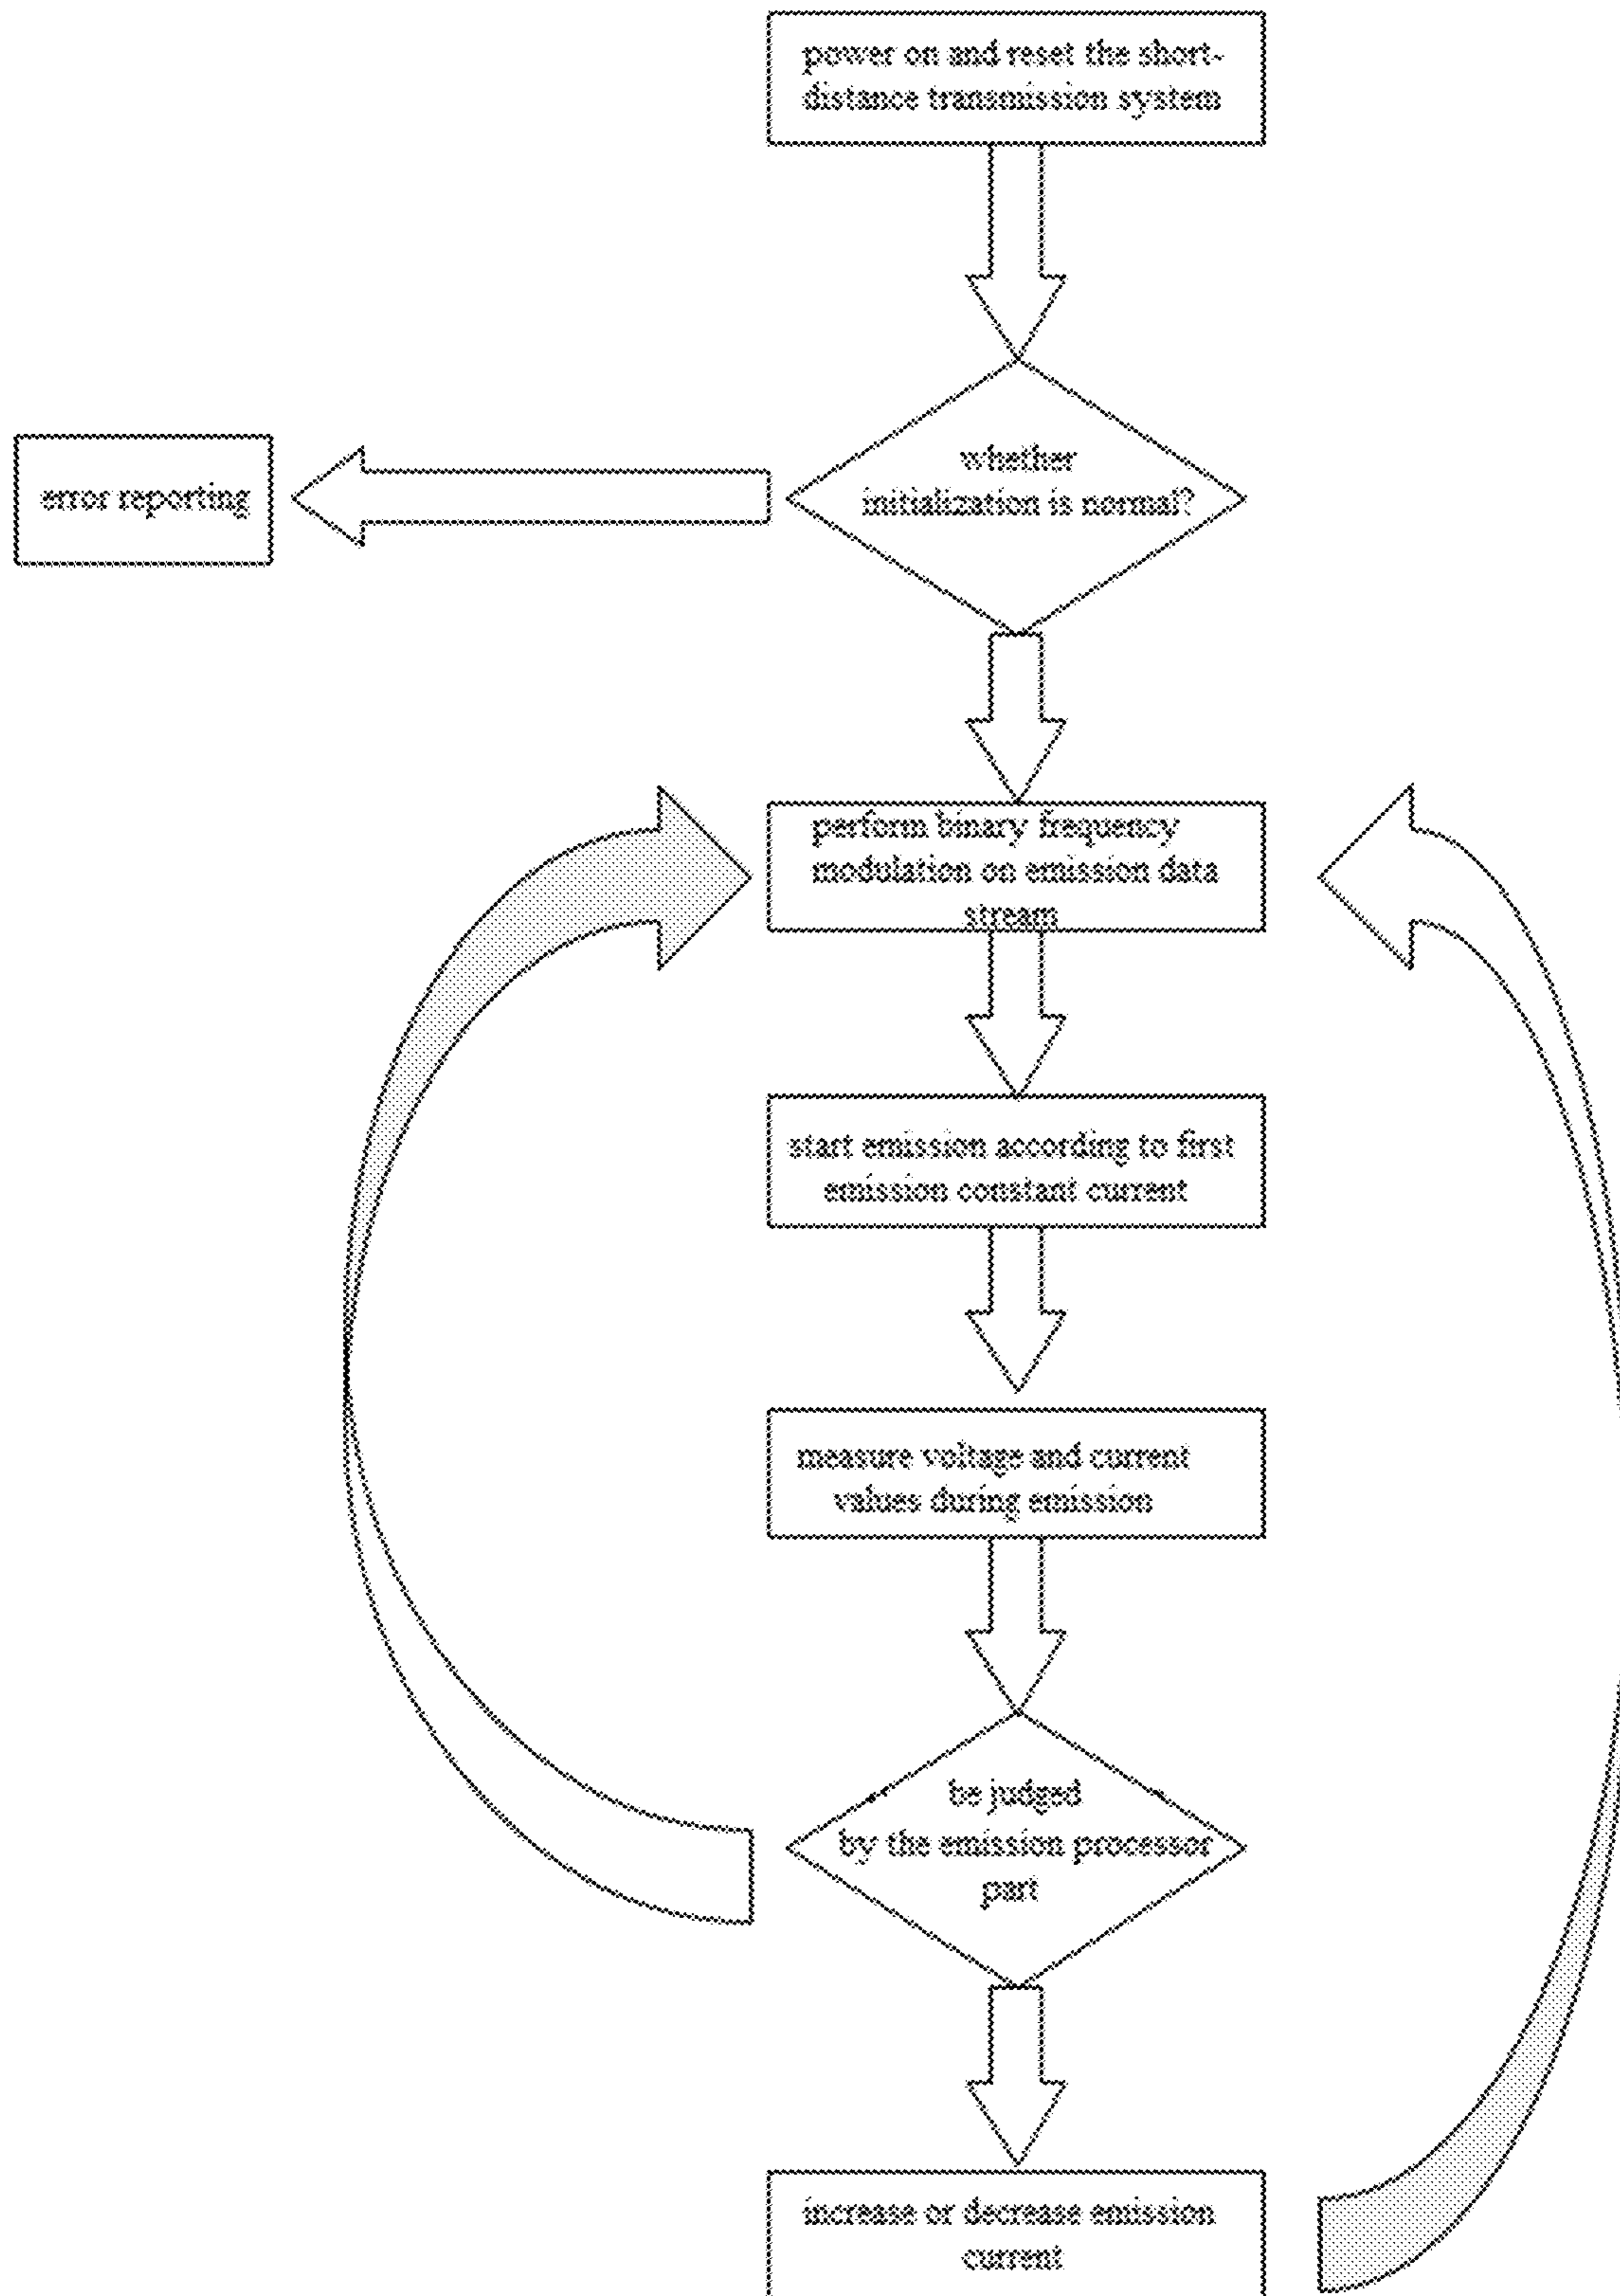 power on and reset the short-
distance transmission system
whether
initialization is normal?
error reporting
perform binary frequency
modulation on emission data
stream
start emission according to first
emission constant current
measure voltage and current
values during emission
be judged
by the emission processor
part
increase or decrease emission
current